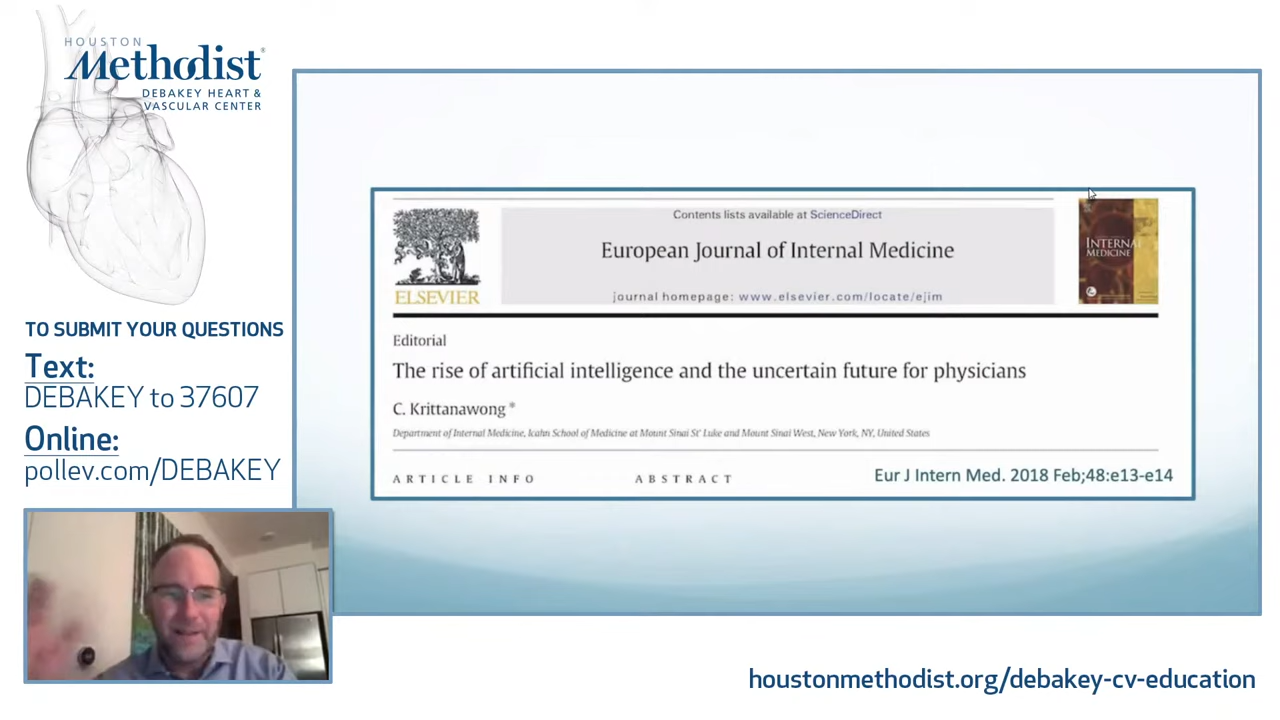 HOUSTON
Methodist®
DEBAKEY HEART &
VASCULAR CENTER
TO SUBMIT YOUR QUESTIONS
Text:
DEBAKEY to 37607
Online:
pollev.com/DEBAKEY
Contents lists available at ScienceDirect
European Journal of Internal Medicine
journal homepage: www.elsevier.com/locate/ejim
ELSEVIER
INTERNAL
MEDICINE
Editorial
The rise of artificial intelligence and the uncertain future for physicians
C. Krittanawong *
Department of Internal Medicine, Icahn School of Medicine at Mount Sinai St' Luke and Mount Sinai West, New York, NY, United States
ARTICLE INFO
ABSTRACT
Eur J Intern Med. 2018 Feb;48:e13-e14
houstonmethodist.org/debakey-cv-education